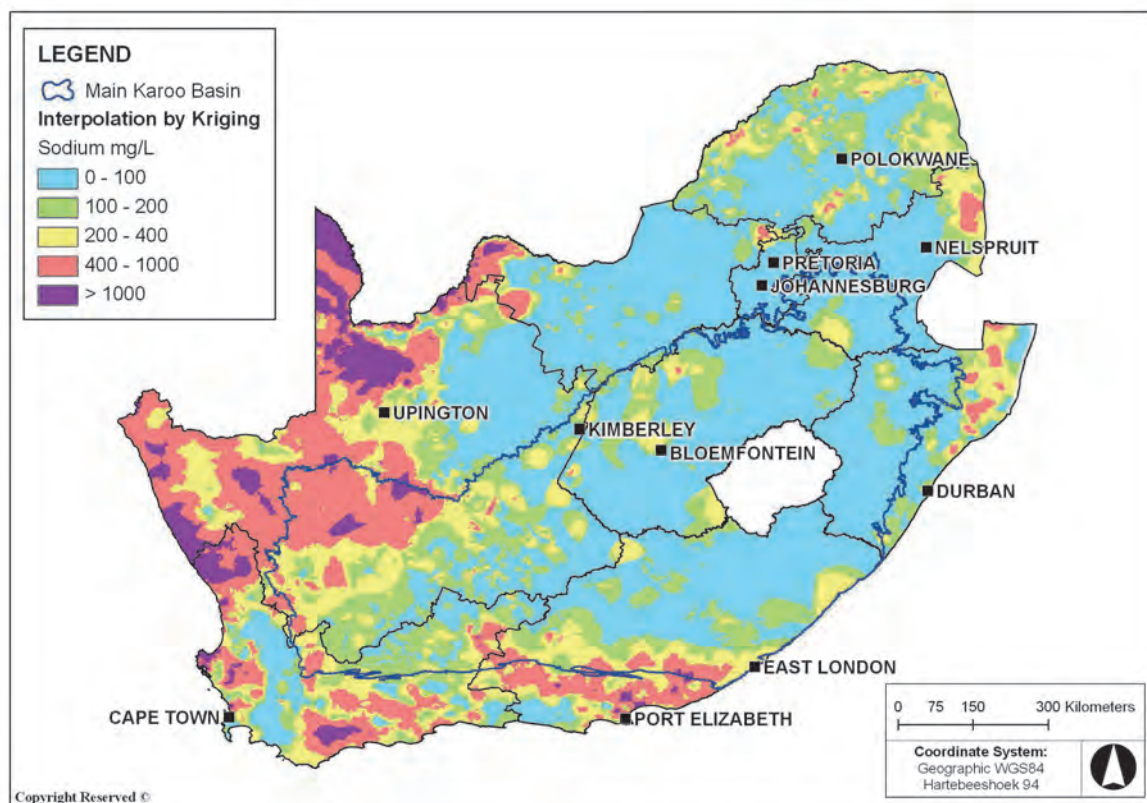 LEGEND
Main Karoo Basin
Interpolation by Kriging
Sodium mg/L
0 - 100
100 - 200
200 - 400
400 - 1000
> 1000
POLOKWANE
NELSPRUIT
PRETORIA
JOHANNESBURG
UPINGTON
KIMBERLEY
BLOEMFONTEIN
DURBAN
EAST LONDON
CAPE TOWN
PORT ELIZABETH
0 75 150 300 Kilometers
Coordinate System:
Geographic WGS84
Hartebeeshoek 94
Copyright Reserved ©